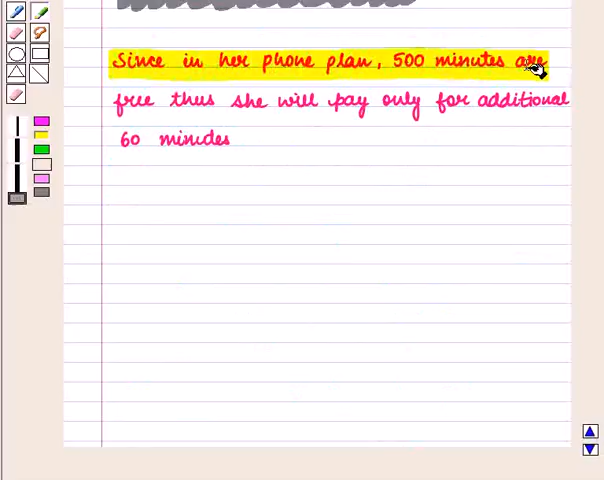 Since in her phone plan, 500 minutes are
free thus she will pay only for additional
60 minutes